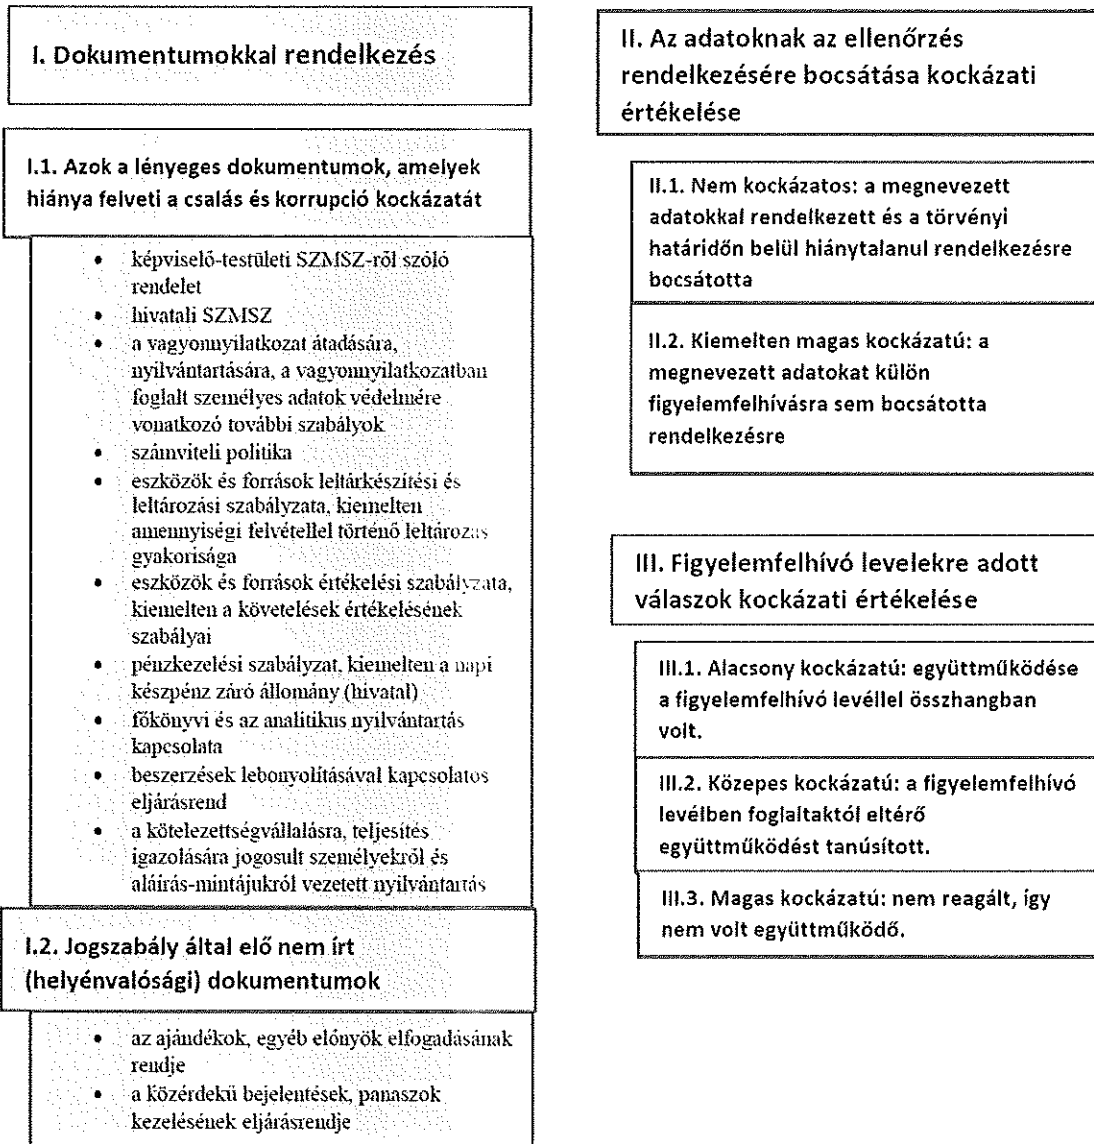 I. Dokumentumokkal rendelkezés
I.1. Azok a lényeges dokumentumok, amelyek
hiánya felveti a csalás és korrupció kockázatát
• képviselő-testületi SZMSZ-ről szóló
rendelet
• hivatali SZMSZ
• a vagyonnyilatkozat átadására,
nyilvántartására, a vagyonnyilatkozatban
foglalt személyes adatok védelmére
vonatkozó további szabályok
• számviteli politika
• eszközök és források leltárkészítési és
leltározási szabályzata, kiemelten
amennyiségi felvétellel történő leltározás
gyakorisága
• eszközök és források értékelési szabályzata,
kiemelten a követelések értékelésének
szabályai
• pénzkezelési szabályzat, kiemelten a napi
készpénz záró állomány (hivatal)
• főkönyvi és az analitikus nyilvántartás
kapcsolata
• beszerzések lebonyolításával kapcsolatos
eljárásrend
• a kötelezettségvállalásra, teljesítés
igazolására jogosult személyekről és
aláírás-mintájukról vezetett nyilvántartás
I.2. Jogszabály által elő nem írt
(helyénvalósági) dokumentumok
• az ajándékok, egyéb előnyök elfogadásának
rendje
• a közérdekű bejelentések, panaszok
kezelésének eljárásrendje
II. Az adatoknak az ellenőrzés
rendelkezésére bocsátása kockázati
értékelése
II.1. Nem kockázatos: a megnevezett
adatokkal rendelkezett és a törvényi
határidőn belül hiánytalanul rendelkezésre
bocsátotta
II.2. Kiemelten magas kockázatú: a
megnevezett adatokat külön
figyelemfelhívásra sem bocsátotta
rendelkezésre
III. Figyelemfelhívó levelekre adott
válaszok kockázati értékelése
III.1. Alacsony kockázatú: együttműködése
a figyelemfelhívó levéllel összhangban
volt.
III.2. Közepes kockázatú: a figyelemfelhívó
levélben foglaltaktól eltérő
együttműködést tanúsított.
III.3. Magas kockázatú: nem reagált, így
nem volt együttműködő.